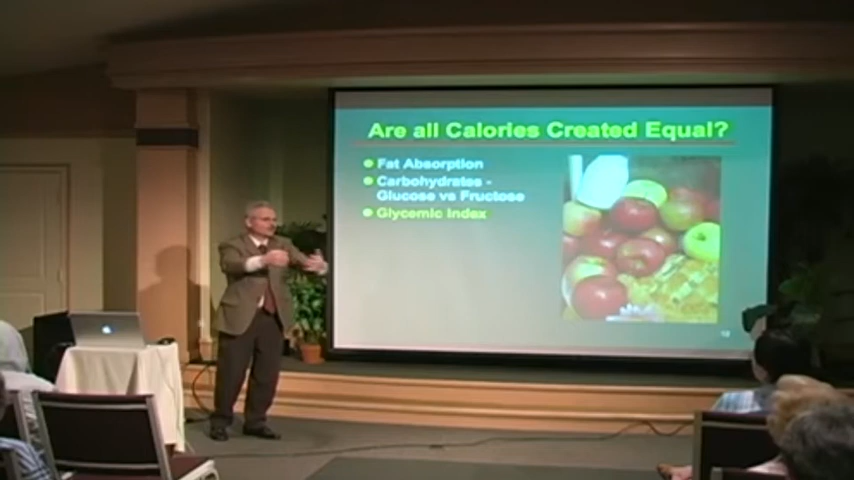 Are all Calories Created Equal?
Fat Absorption
Carbohydrates -
Glucose vs Fructose
Glycemic Index